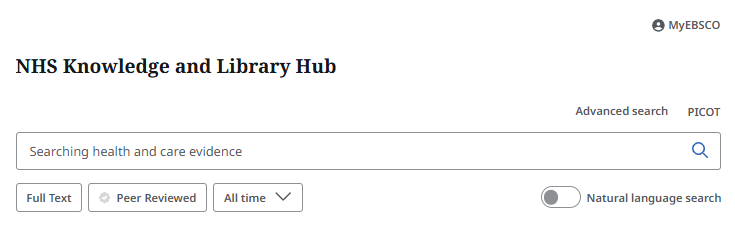 MyEBSCO
NHS Knowledge and Library Hub
Advanced search PICOT
Searching health and care evidence
Full Text Peer Reviewed All time Natural language search